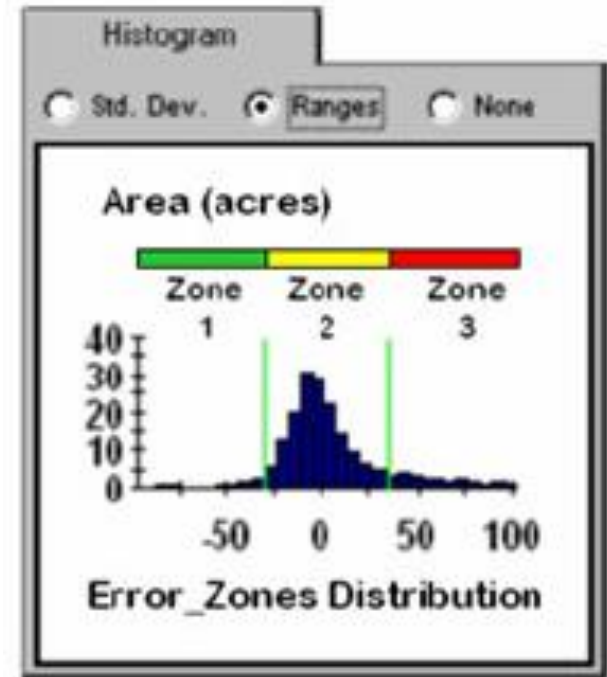 Histogram
Std. Dev. Ranges None
Area (acres)
Zone Zone Zone
1 2 3
40
30
20
10
0
-50 0 50 100
Error_Zones Distribution